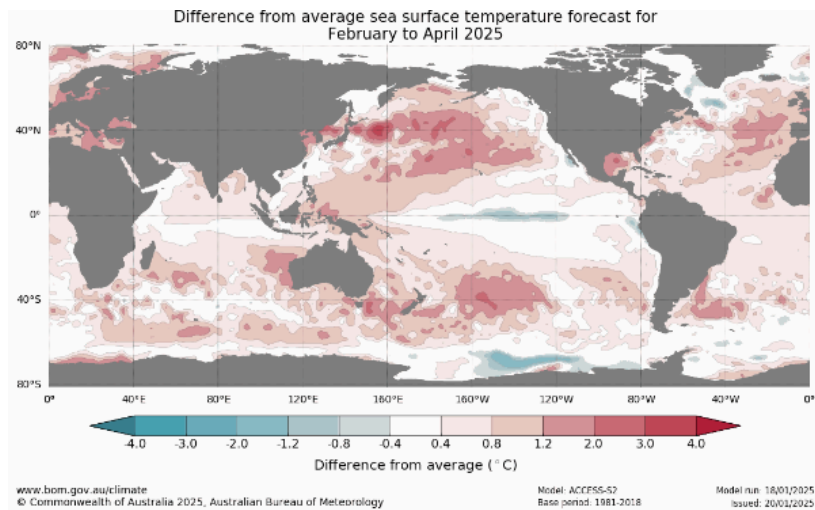 Difference from average sea surface temperature forecast for
February to April 2025
80°N
40°N
0°
40°S
80°S
0° 40°E 80°E 120°E 160°E 160°W 120°W 80°W 40°W 0°
-4.0 -3.0 -2.0 -1.2 -0.8 -0.4 0.4 0.8 1.2 2.0 3.0 4.0
Difference from average (°C)
www.bom.gov.au/climate
© Commonwealth of Australia 2025, Australian Bureau of Meteorology
Model: ACCESS-S2
Base period: 1981-2018
Model run: 18/01/2025
Issued: 20/01/2025